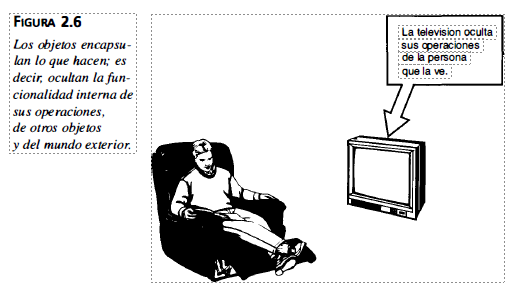 FIGURA 2.6
Los objetos encapsu-
lan lo que hacen; es
decir, ocultan la fun-
cionalidad interna de
sus operaciones,
de otros objetos
y del mundo exterior.
La television oculta
sus operaciones
de la persona
que la ve.